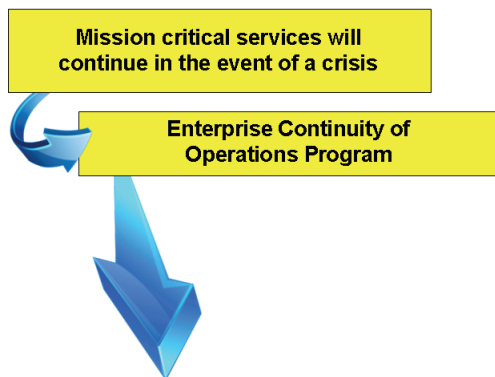 Mission critical services will
continue in the event of a crisis
Enterprise Continuity of
Operations Program